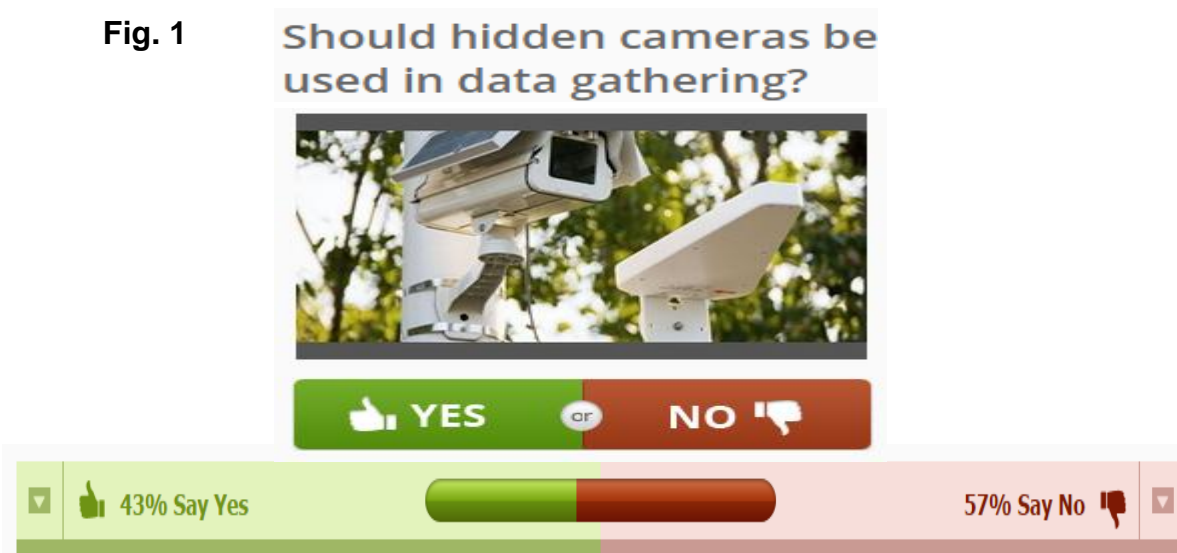 Fig. 1
Should hidden cameras be
used in data gathering?
YES or NO
43% Say Yes
57% Say No